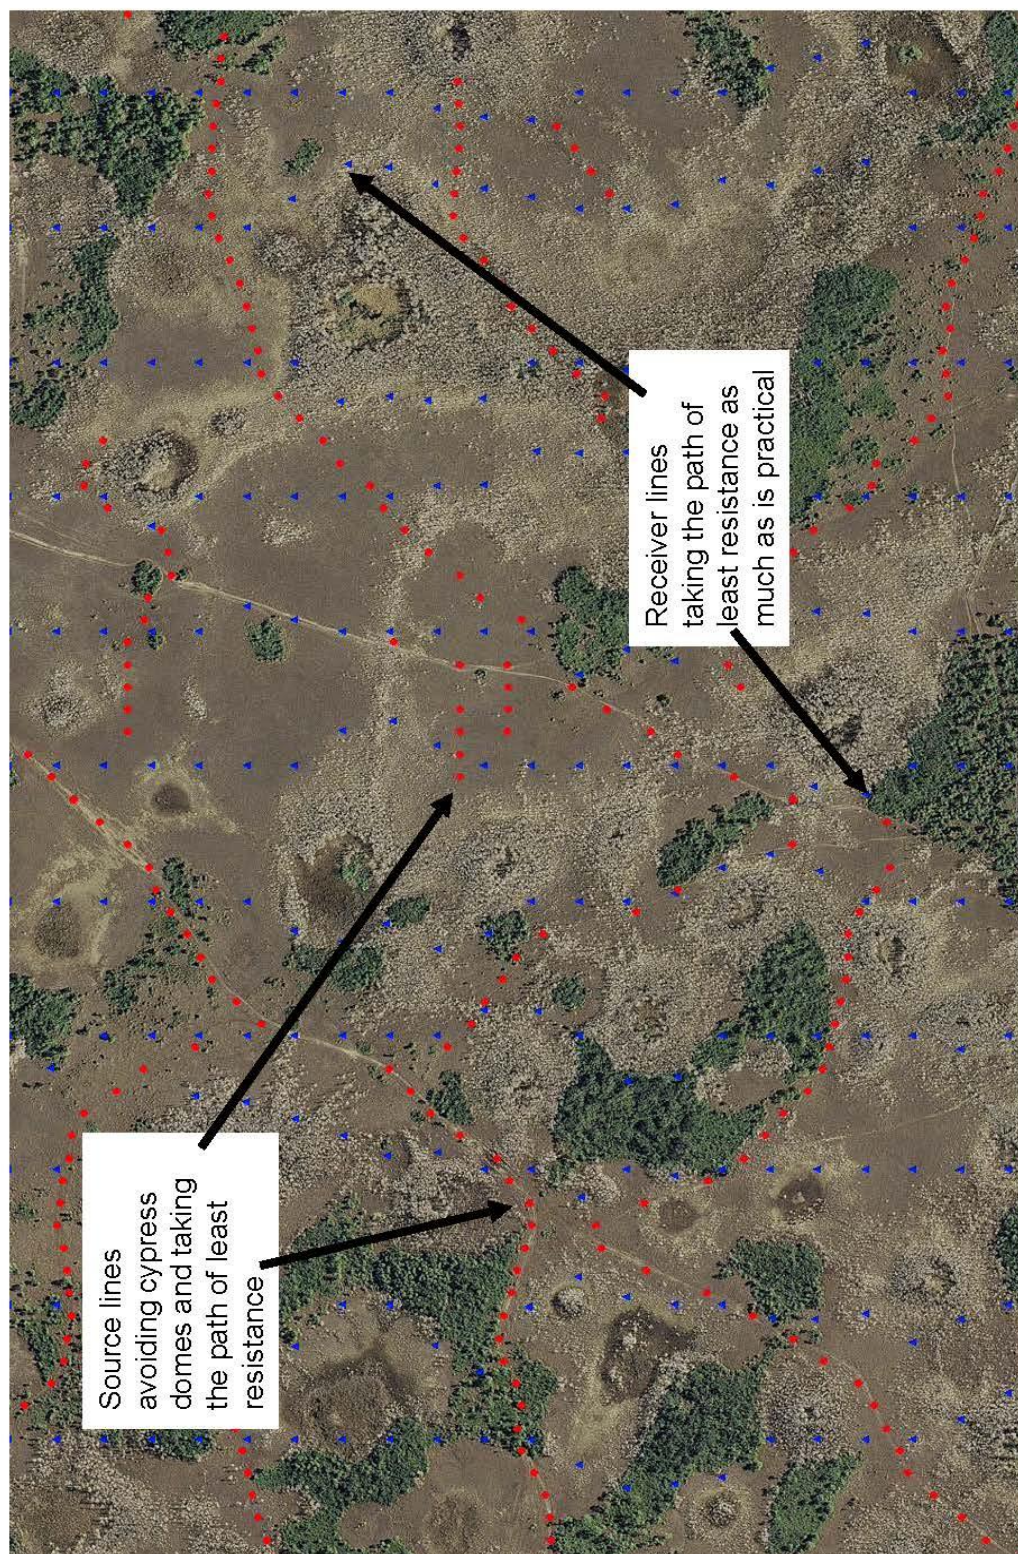 Source lines
avoiding cypress
domes and taking
the path of least
resistance
Receiver lines
taking the path of
least resistance as
much as is practical